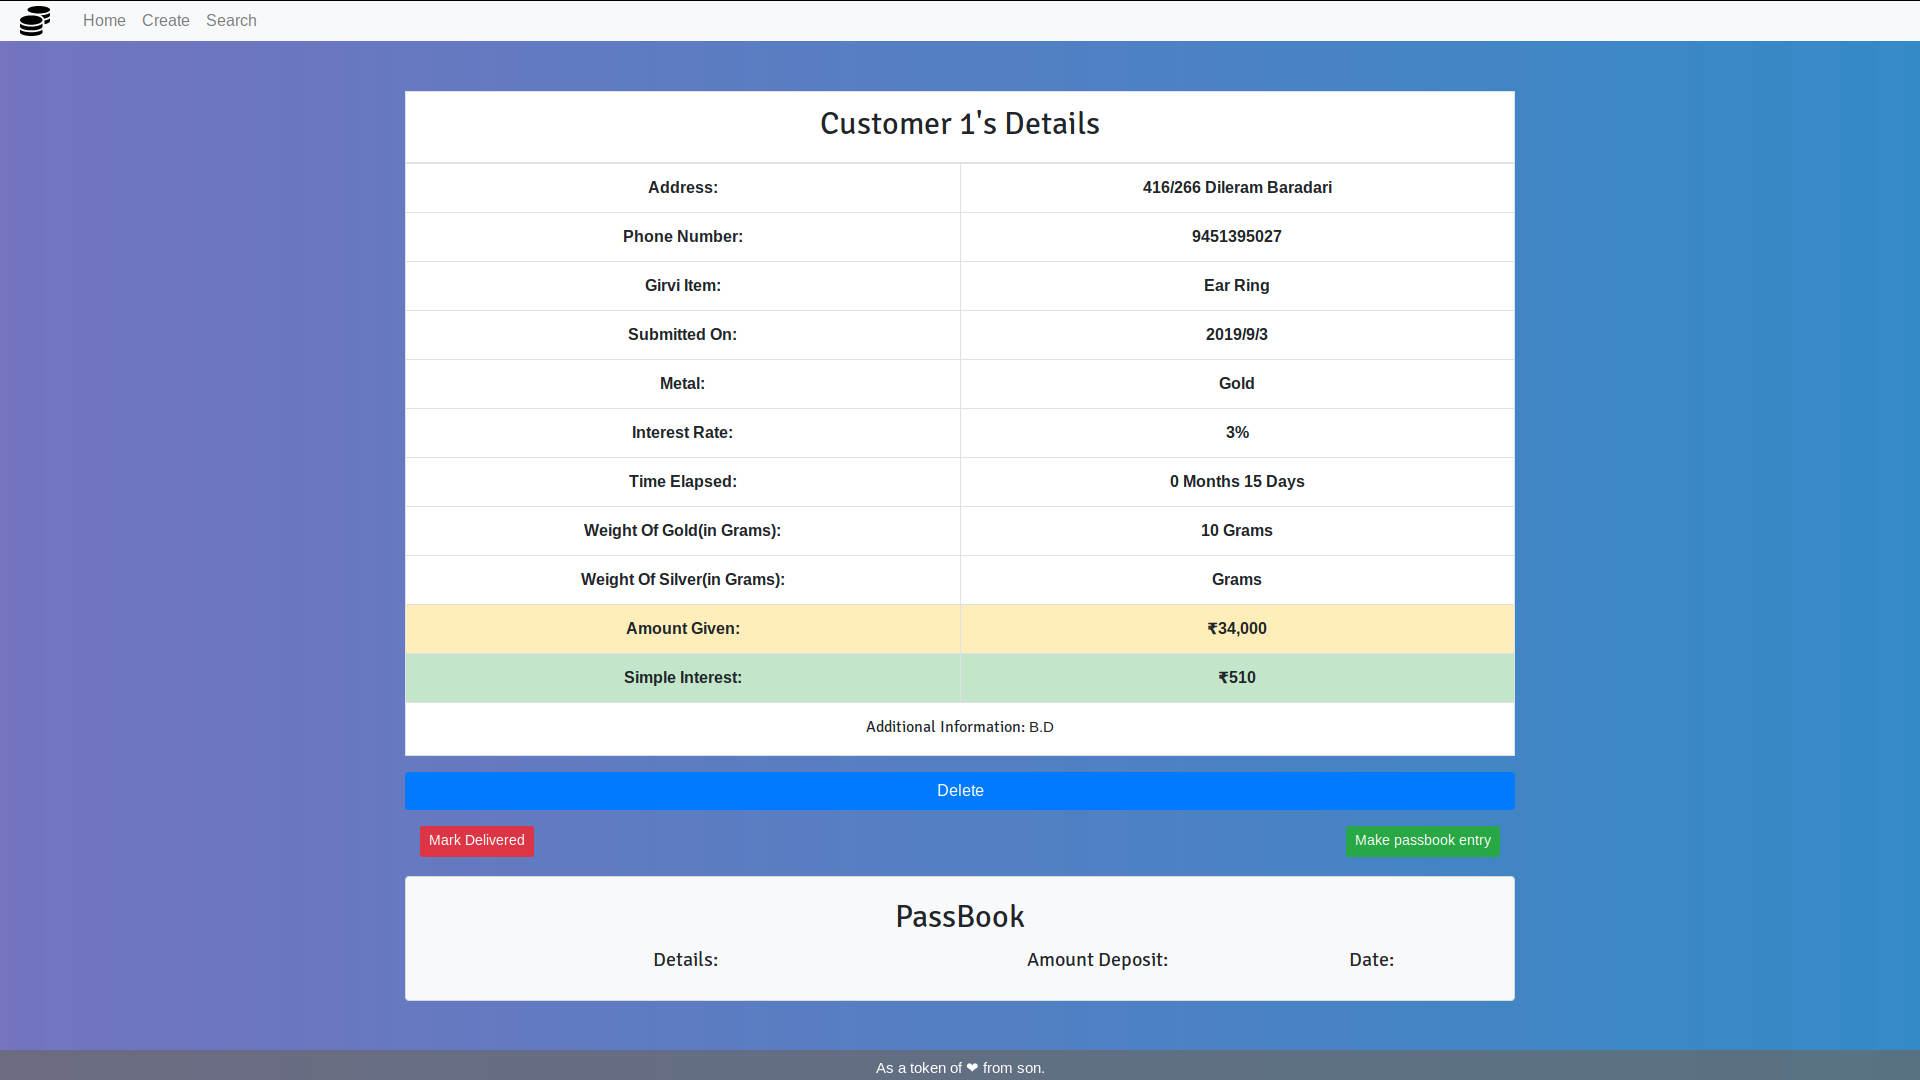 Home Create Search
Customer 1's Details
Address: 416/266 Dileram Baradari
Phone Number: 9451395027
Girvi Item: Ear Ring
Submitted On: 2019/9/3
Metal: Gold
Interest Rate: 3%
Time Elapsed: 0 Months 15 Days
Weight Of Gold(in Grams): 10 Grams
Weight Of Silver(in Grams): Grams
Amount Given: ₹34,000
Simple Interest: ₹510
Additional Information: B.D
Delete
Mark Delivered Make passbook entry
PassBook
Details: Amount Deposit: Date:
As a token of ❤ from son.